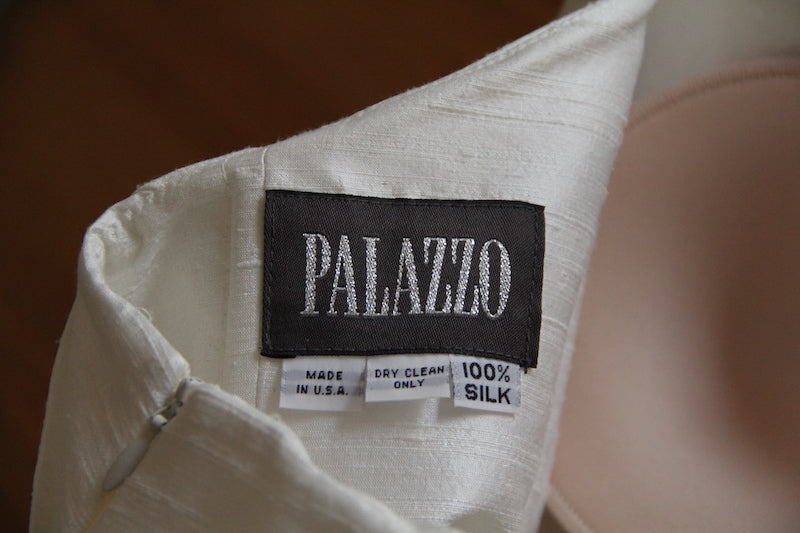 PALAZZO
MADE
IN U.S.A.
DRY CLEAN
ONLY
100%
SILK